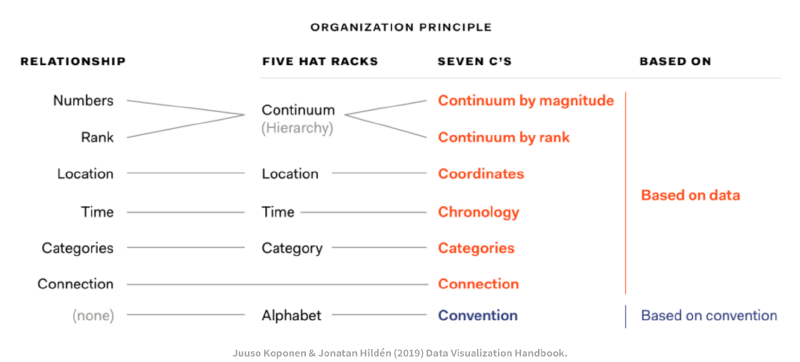 ORGANIZATION PRINCIPLE
RELATIONSHIP FIVE HAT RACKS SEVEN C'S BASED ON
Numbers Continuum by magnitude
Continuum
(Hierarchy)
Rank Continuum by rank
Location Location Coordinates
Based on data
Time Time Chronology
Categories Category Categories
Connection Connection
(none) Alphabet Convention Based on convention
Juuso Koponen & Jonatan Hildén (2019) Data Visualization Handbook.